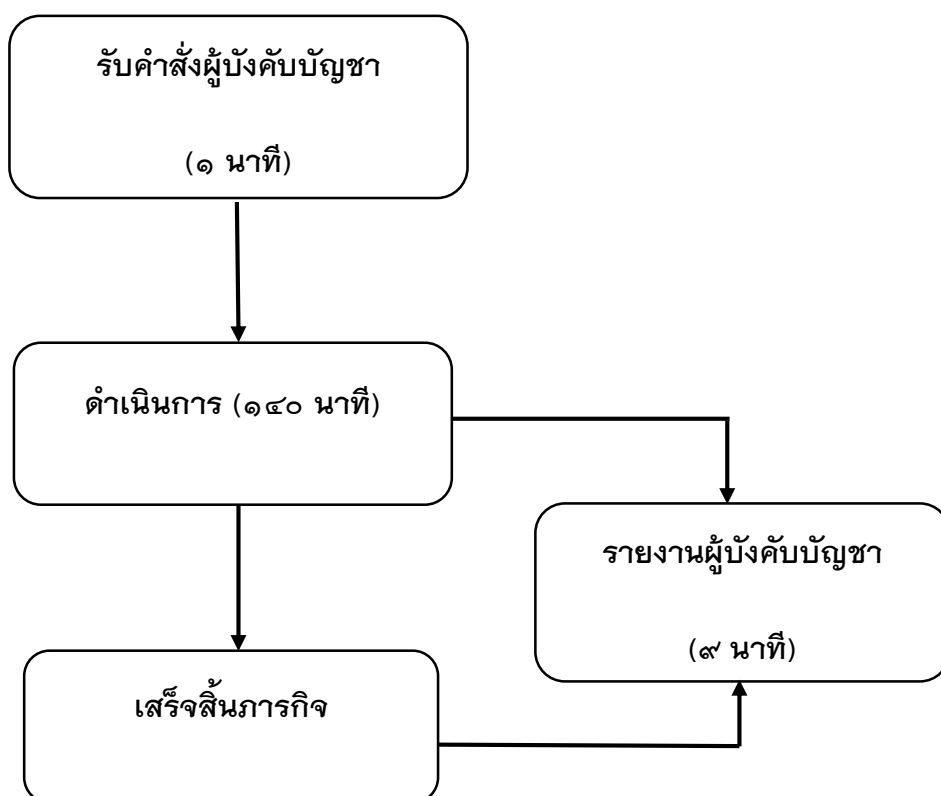 รับคำสั่งผู้บังคับบัญชา
(๑ นาที)
ดำเนินการ (๑๔๐ นาที)
รายงานผู้บังคับบัญชา
(๙ นาที)
เสร็จสิ้นภารกิจ